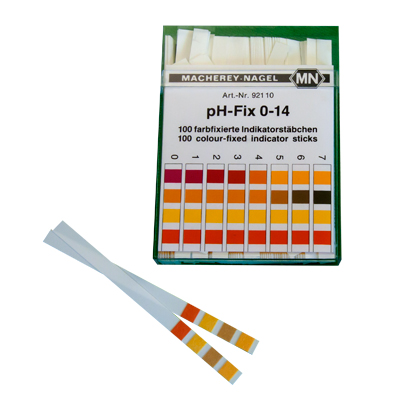 MACHEREY-NAGEL MN
Art.-Nr. 92110
pH-Fix 0-14
100 farbfixierte Indikatorstäbchen
100 colour-fixed indicator sticks
0 1 2 3 4 5 6 7